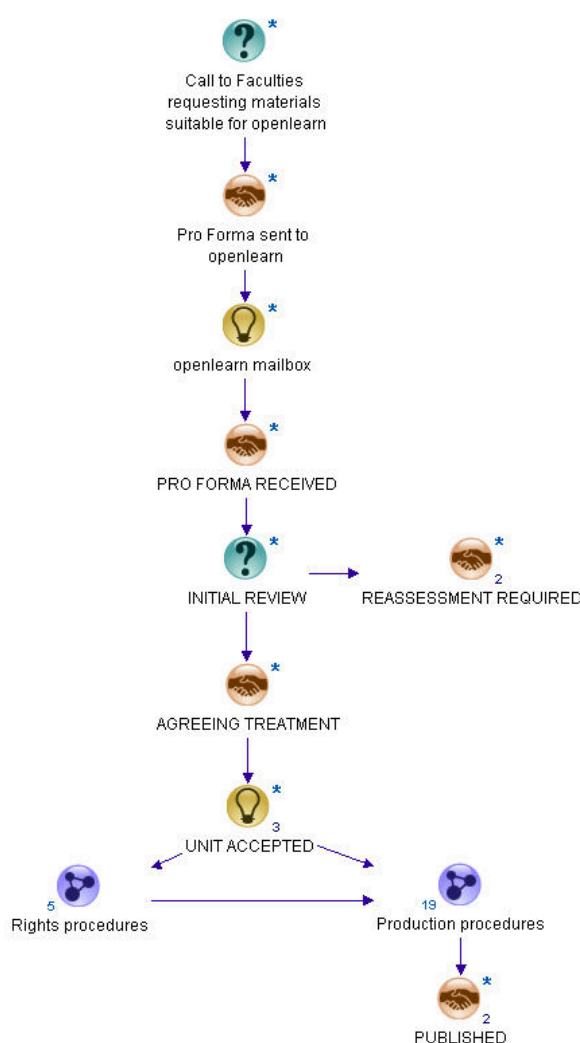 *
Call to Faculties
requesting materials
suitable for openlearn
*
Pro Forma sent to
openlearn
*
openlearn mailbox
*
PRO FORMA RECEIVED
*
INITIAL REVIEW
*
2
REASSESSMENT REQUIRED
*
AGREEING TREATMENT
*
3
UNIT ACCEPTED
5
Rights procedures
19
Production procedures
*
2
PUBLISHED